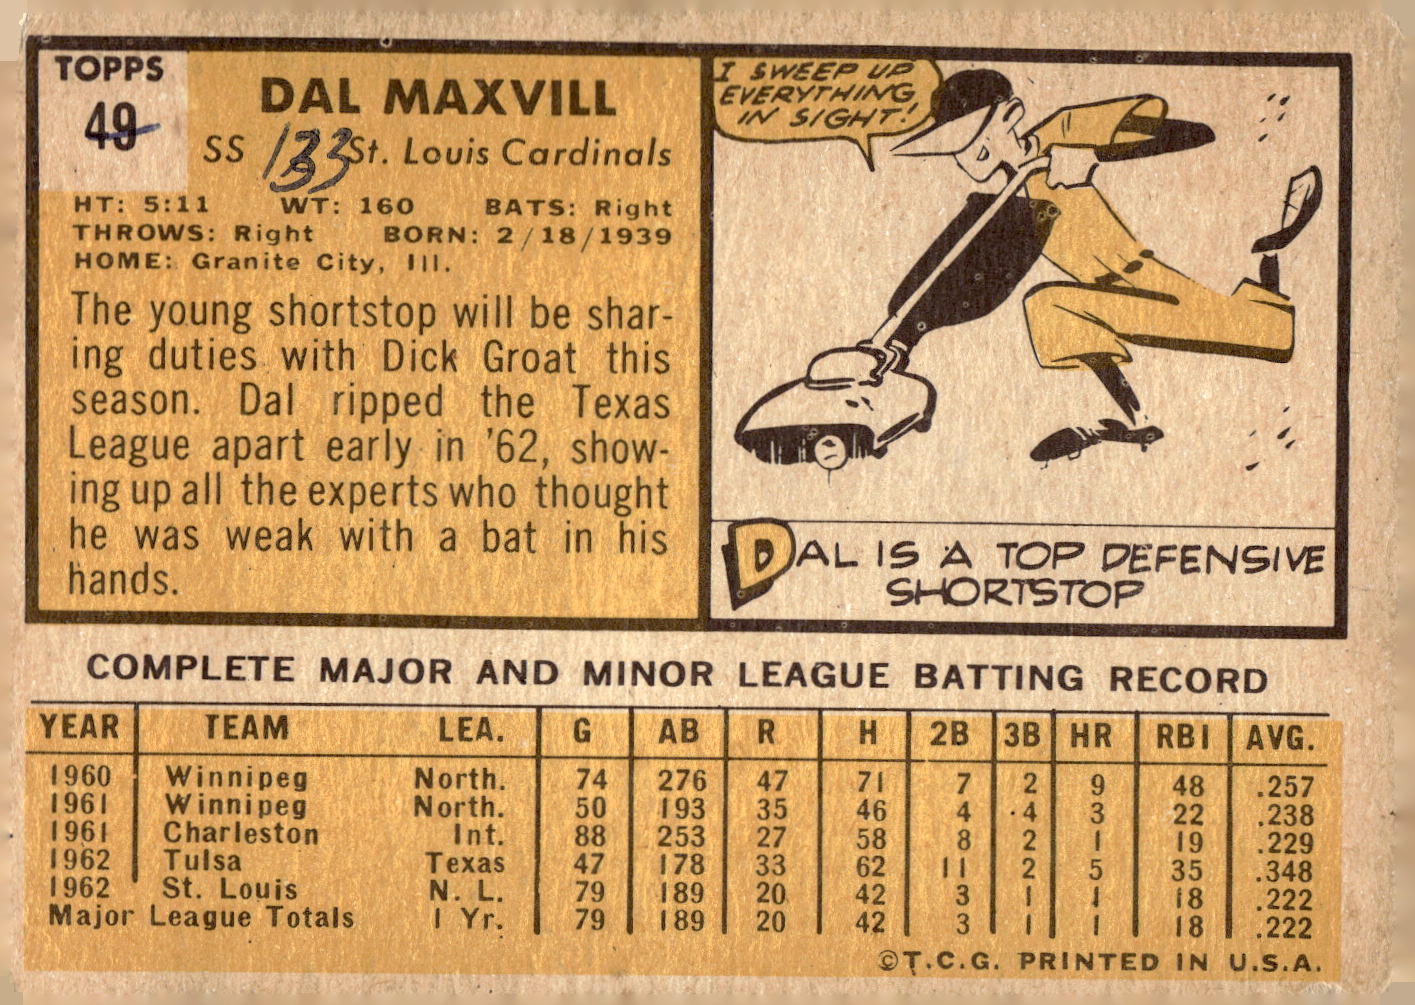 TOPPS
49
DAL MAXVILL
SS 133 St. Louis Cardinals
HT: 5:11 WT: 160 BATS: Right
THROWS: Right BORN: 2/18/1939
HOME: Granite City, Ill.
The young shortstop will be shar-
ing duties with Dick Groat this
season. Dal ripped the Texas
League apart early in '62, show-
ing up all the experts who thought
he was weak with a bat in his
hands.
I SWEEP UP
EVERYTHING
IN SIGHT!
DAL IS A TOP DEFENSIVE
SHORTSTOP
COMPLETE MAJOR AND MINOR LEAGUE BATTING RECORD
YEAR TEAM LEA. G AB R H 2B 3B HR RBI AVG.
1960 Winnipeg North. 74 276 47 71 7 2 9 48 .257
1961 Winnipeg North. 50 193 35 46 4 4 3 22 .238
1961 Charleston Int. 88 253 27 58 8 2 1 19 .229
1962 Tulsa Texas 47 178 33 62 11 2 5 35 .348
1962 St. Louis N. L. 79 189 20 42 3 1 1 18 .222
Major League Totals 1 Yr. 79 189 20 42 3 1 1 18 .222
©T.C.G. PRINTED IN U.S.A.